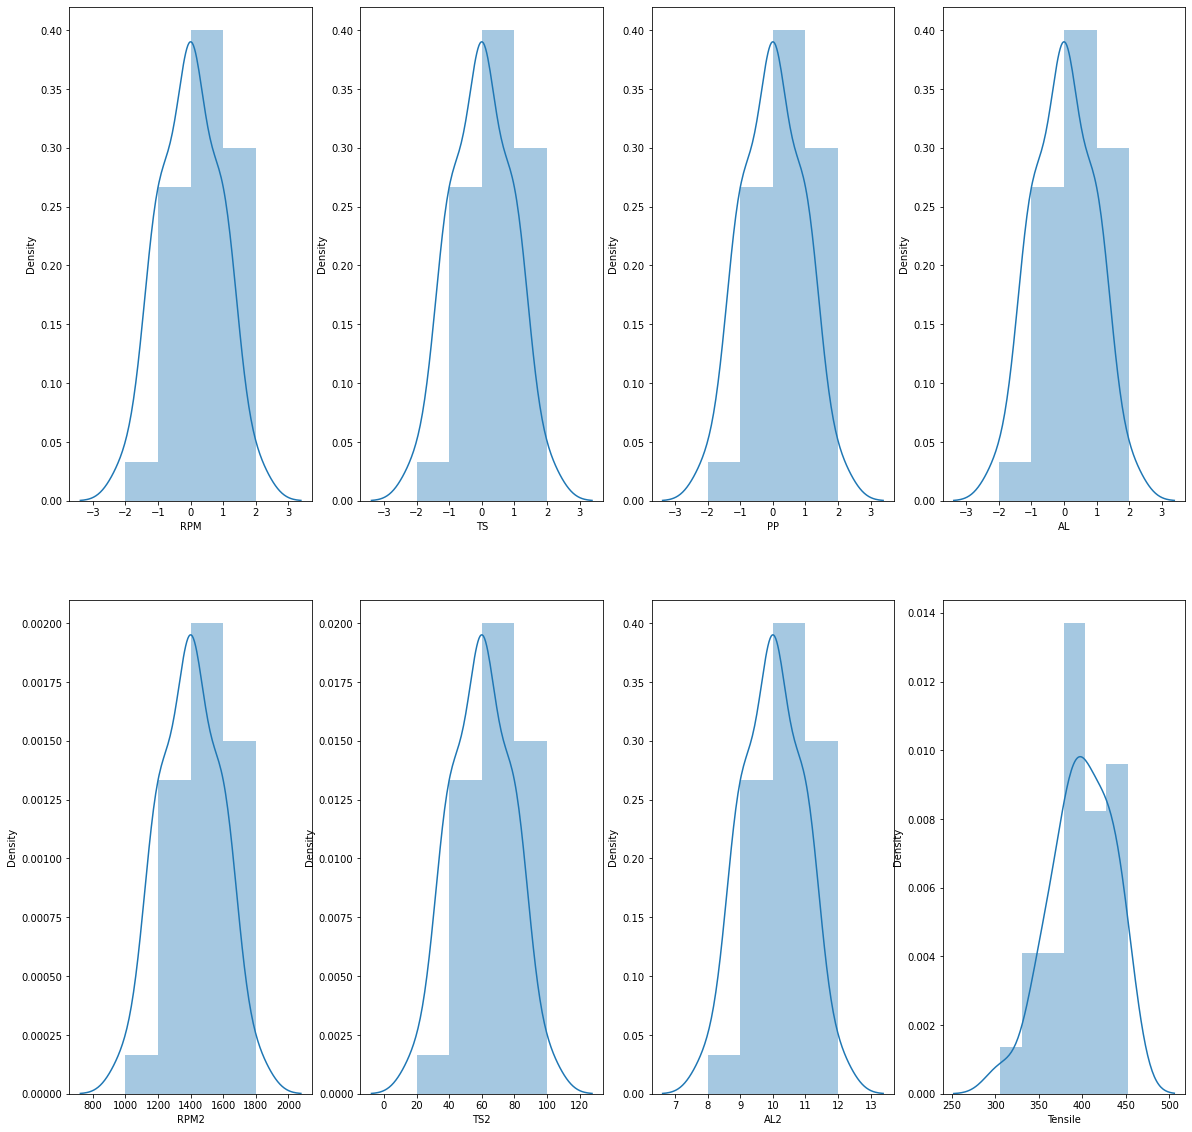 Density
0.40
0.35
0.30
0.25
0.20
0.15
0.10
0.05
0.00
−3 −2 −1 0 1 2 3
RPM
Density
0.40
0.35
0.30
0.25
0.20
0.15
0.10
0.05
0.00
−3 −2 −1 0 1 2 3
TS
Density
0.40
0.35
0.30
0.25
0.20
0.15
0.10
0.05
0.00
−3 −2 −1 0 1 2 3
PP
Density
0.40
0.35
0.30
0.25
0.20
0.15
0.10
0.05
0.00
−3 −2 −1 0 1 2 3
AL
Density
0.00200
0.00175
0.00150
0.00125
0.00100
0.00075
0.00050
0.00025
0.00000
800 1000 1200 1400 1600 1800 2000
RPM2
Density
0.0200
0.0175
0.0150
0.0125
0.0100
0.0075
0.0050
0.0025
0.0000
0 20 40 60 80 100 120
TS2
Density
0.40
0.35
0.30
0.25
0.20
0.15
0.10
0.05
0.00
7 8 9 10 11 12 13
AL2
Density
0.014
0.012
0.010
0.008
0.006
0.004
0.002
0.000
250 300 350 400 450 500
Tensile